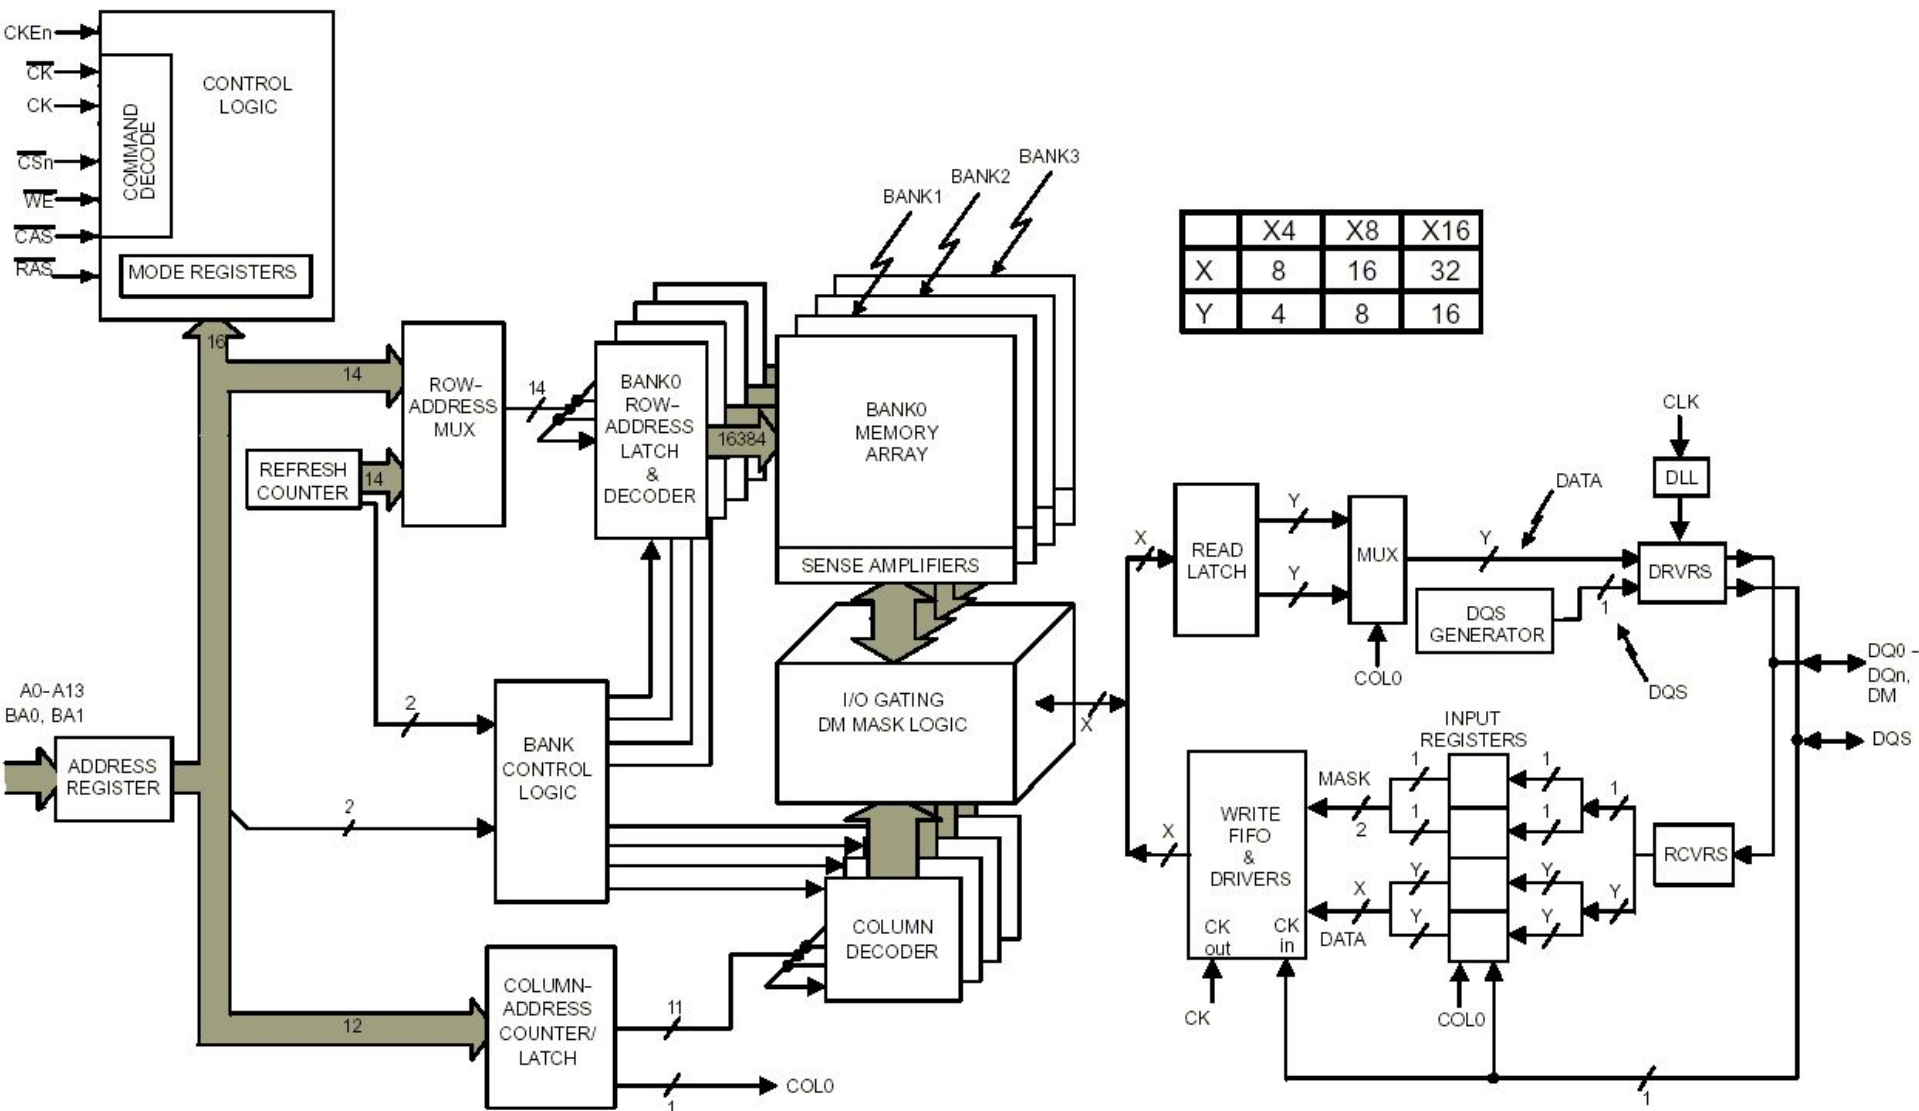 CKEn
CK
CK
CSn
WE
CAS
RAS
COMMAND
DECODE
CONTROL
LOGIC
MODE REGISTERS
16
14
ROW-
ADDRESS
MUX
REFRESH
COUNTER
14
14
BANK0
ROW-
ADDRESS
LATCH
&
DECODER
16384
BANK1
BANK2
BANK3
BANK0
MEMORY
ARRAY
SENSE AMPLIFIERS
X4 X8 X16
X 8 16 32
Y 4 8 16
A0-A13
BA0, BA1
ADDRESS
REGISTER
2
2
BANK
CONTROL
LOGIC
I/O GATING
DM MASK LOGIC
X
COLUMN
DECODER
12
COLUMN-
ADDRESS
COUNTER/
LATCH
11
1
COL0
X
READ
LATCH
Y
Y
MUX
COL0
Y
DATA
CLK
DLL
DRVRS
DQS
GENERATOR
1
DQS
DQ0 -
DQn,
DM
DQS
INPUT
REGISTERS
X
WRITE
FIFO
&
DRIVERS
CK
out
CK
in
CK
MASK
2
X
DATA
1
1
Y
Y
1
1
Y
Y
1
Y
RCVRS
COL0
1